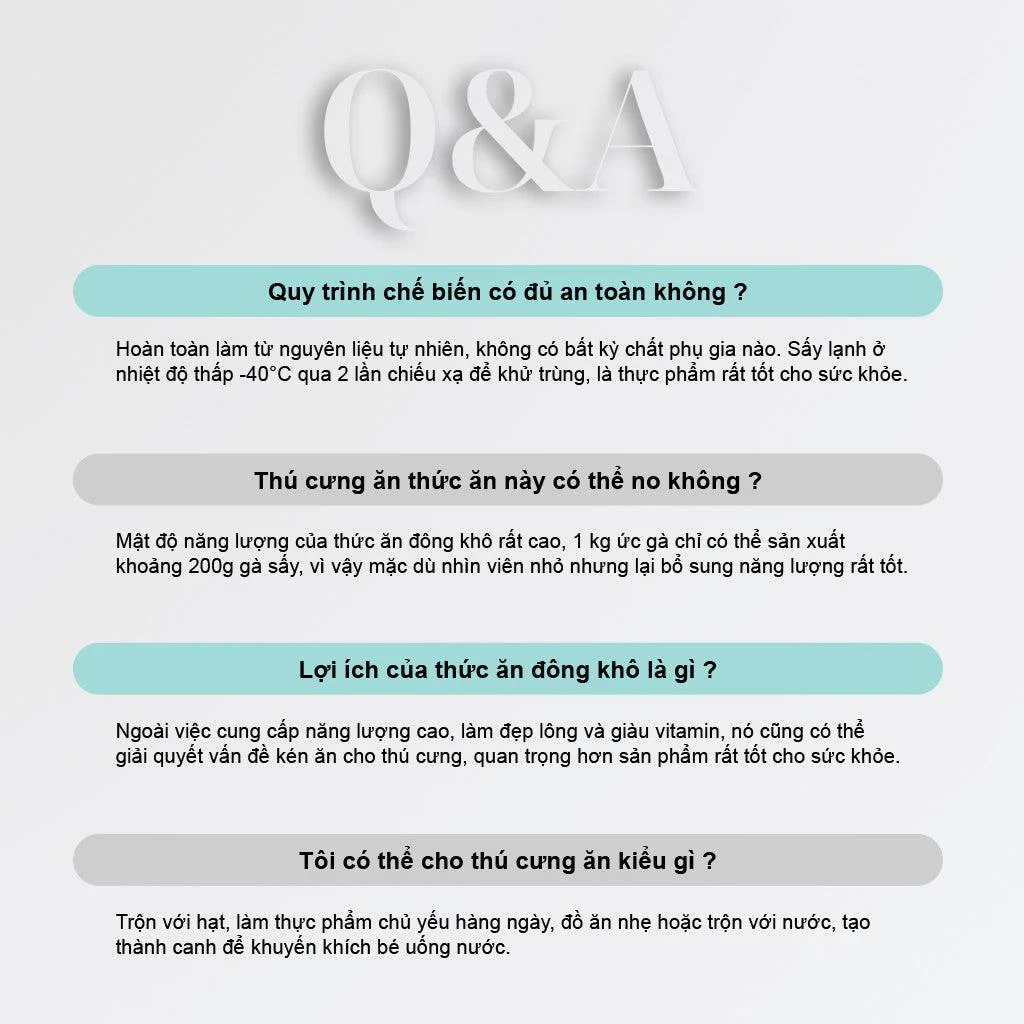 Q&A
Quy trình chế biến có đủ an toàn không ?
Hoàn toàn làm từ nguyên liệu tự nhiên, không có bất kỳ chất phụ gia nào. Sấy lạnh ở
nhiệt độ thấp -40°C qua 2 lần chiếu xạ để khử trùng, là thực phẩm rất tốt cho sức khỏe.
Thú cưng ăn thức ăn này có thể no không ?
Mật độ năng lượng của thức ăn đông khô rất cao, 1 kg ức gà chỉ có thể sản xuất
khoảng 200g gà sấy, vì vậy mặc dù nhìn viên nhỏ nhưng lại bổ sung năng lượng rất tốt.
Lợi ích của thức ăn đông khô là gì ?
Ngoài việc cung cấp năng lượng cao, làm đẹp lông và giàu vitamin, nó cũng có thể
giải quyết vấn đề kén ăn cho thú cưng, quan trọng hơn sản phẩm rất tốt cho sức khỏe.
Tôi có thể cho thú cưng ăn kiểu gì ?
Trộn với hạt, làm thực phẩm chủ yếu hàng ngày, đồ ăn nhẹ hoặc trộn với nước, tạo
thành canh để khuyến khích bé uống nước.